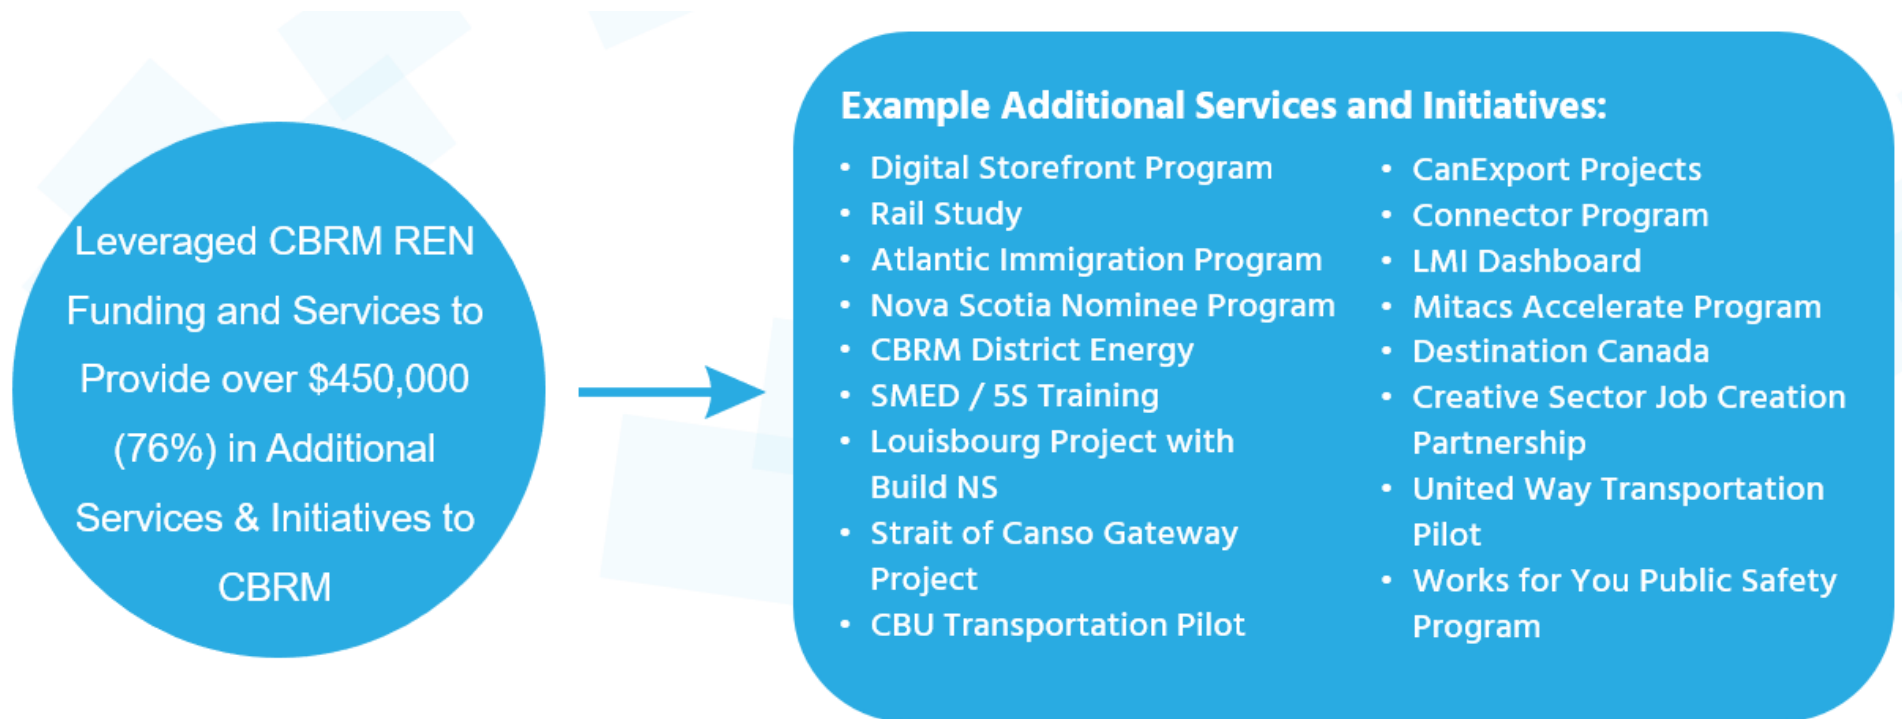 Leveraged CBRM REN
Funding and Services to
Provide over $450,000
(76%) in Additional
Services & Initiatives to
CBRM
Example Additional Services and Initiatives:
• Digital Storefront Program
• Rail Study
• Atlantic Immigration Program
• Nova Scotia Nominee Program
• CBRM District Energy
• SMED / 5S Training
• Louisbourg Project with
Build NS
• Strait of Canso Gateway
Project
• CBU Transportation Pilot
• CanExport Projects
• Connector Program
• LMI Dashboard
• Mitacs Accelerate Program
• Destination Canada
• Creative Sector Job Creation
Partnership
• United Way Transportation
Pilot
• Works for You Public Safety
Program